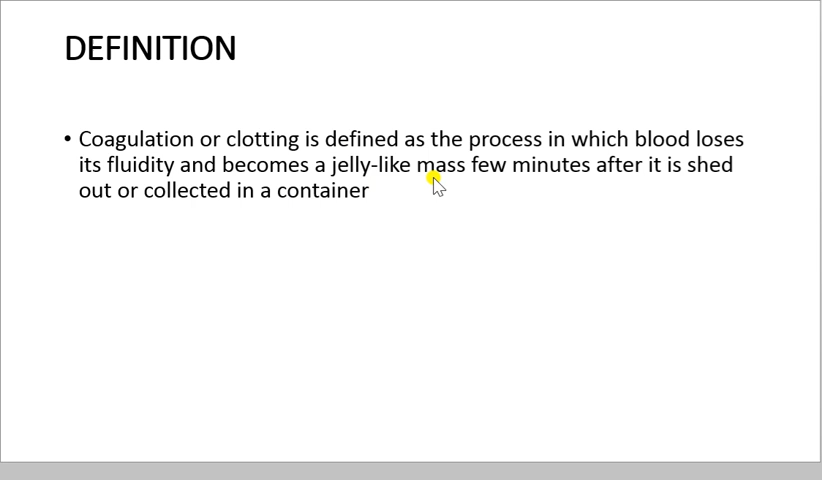 DEFINITION
• Coagulation or clotting is defined as the process in which blood loses
its fluidity and becomes a jelly-like mass few minutes after it is shed
out or collected in a container